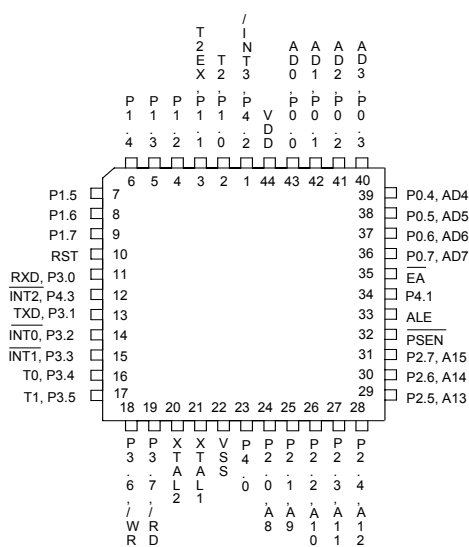 P1.4
P1.3
P1.2
T2EX,P1.1
T2,P1.0
/INT3,P4.2
VDD
AD0,P0.0
AD1,P0.1
AD2,P0.2
AD3,P0.3
6 5 4 3 2 1 44 43 42 41 40
P1.5 7 39 P0.4, AD4
P1.6 8 38 P0.5, AD5
P1.7 9 37 P0.6, AD6
RST 10 36 P0.7, AD7
RXD, P3.0 11 35 EA
INT2, P4.3 12 34 P4.1
TXD, P3.1 13 33 ALE
INT0, P3.2 14 32 PSEN
INT1, P3.3 15 31 P2.7, A15
T0, P3.4 16 30 P2.6, A14
T1, P3.5 17 29 P2.5, A13
18 19 20 21 22 23 24 25 26 27 28
P3.6,/WR
P3.7,/RD
XTAL2
XTAL1
VSS
P4.0
P2.0,A8
P2.1,A9
P2.2,A10
P2.3,A11
P2.4,A12